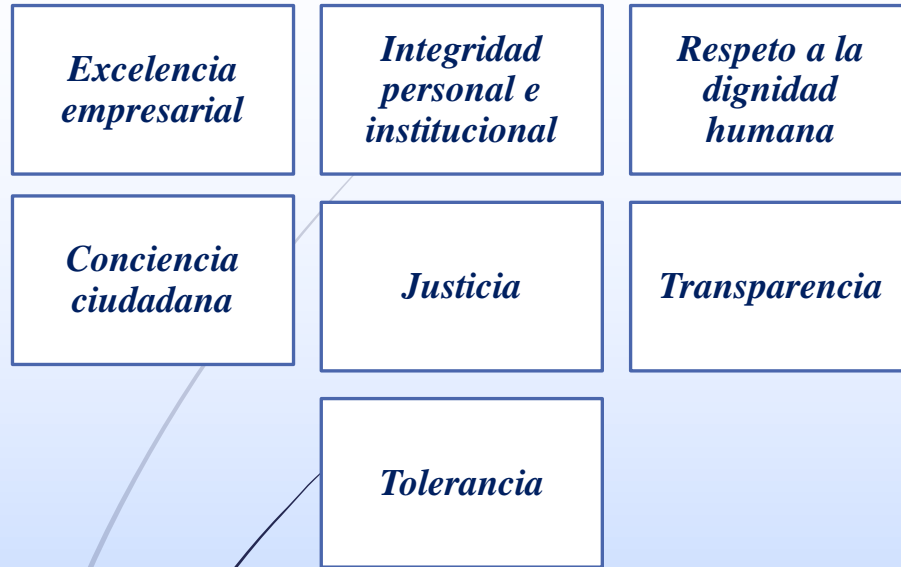 Excelencia
empresarial
Integridad
personal e
institucional
Respeto a la
dignidad
humana
Conciencia
ciudadana
Justicia
Transparencia
Tolerancia